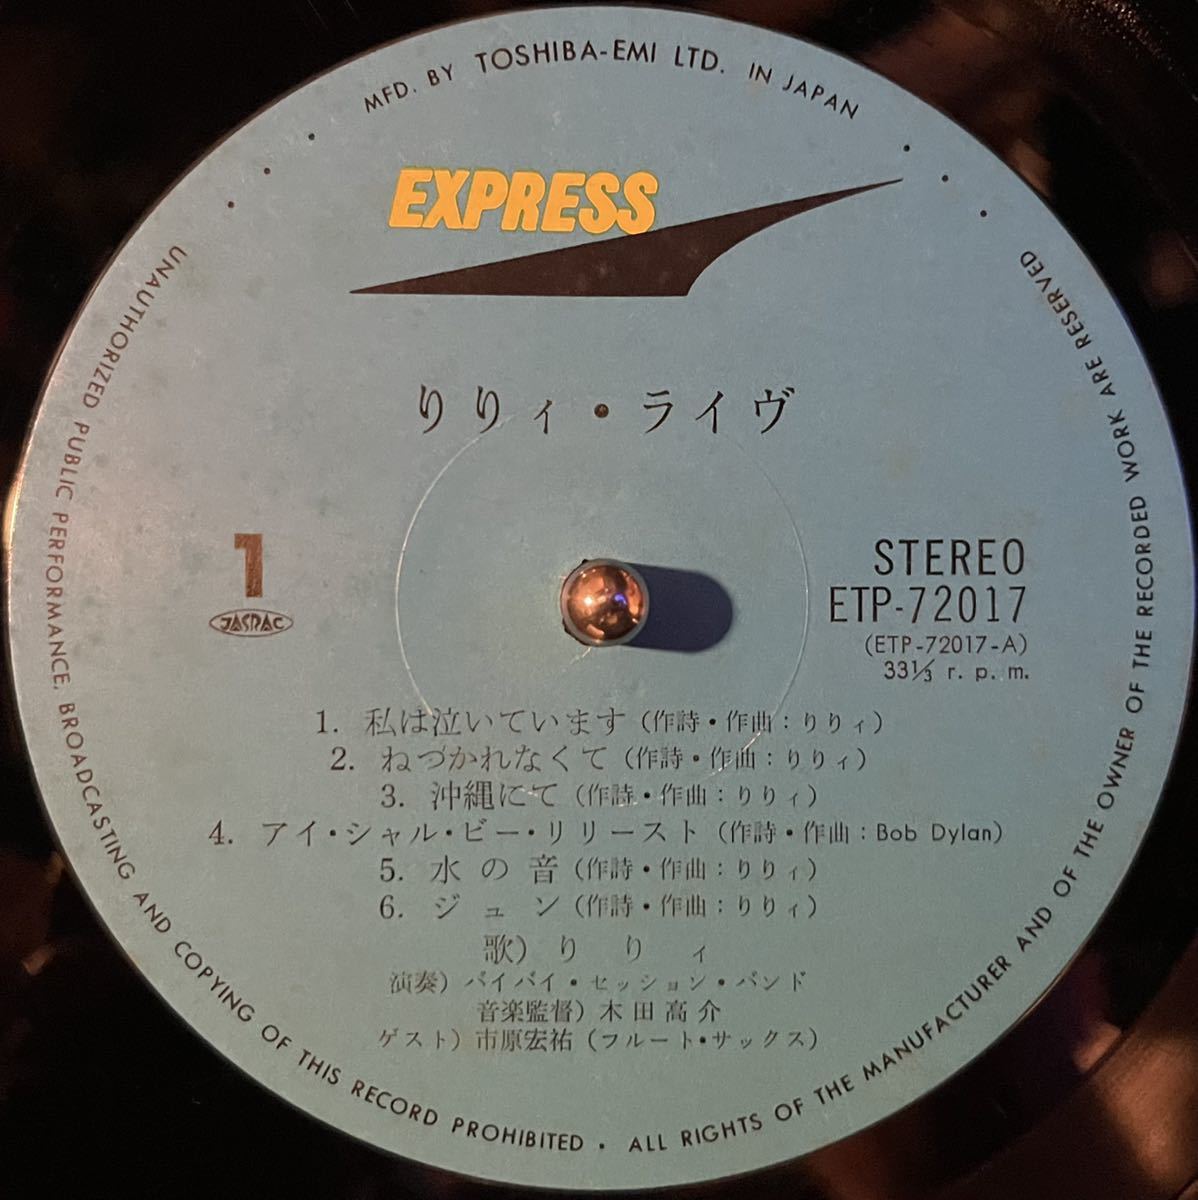 MFD. BY TOSHIBA-EMI LTD. IN JAPAN
EXPRESS
りりィ・ライヴ
1
JASRAC
STEREO
ETP-72017
(ETP-72017-A)
33⅓ r. p. m.
1. 私は泣いています (作詩・作曲：りりィ)
2. ねづかれなくて (作詩・作曲：りりィ)
3. 沖縄にて (作詩・作曲：りりィ)
4. アイ・シャル・ビー・リリースト (作詩・作曲：Bob Dylan)
5. 水の音 (作詩・作曲：りりィ)
6. ジュン (作詩・作曲：りりィ)
歌) りりィ
演奏) バイバイ・セッション・バンド
音楽監督) 木田高介
ゲスト) 市原宏祐 (フルート・サックス)
UNAUTHORIZED PUBLIC PERFORMANCE, BROADCASTING AND COPYING OF THIS RECORD PROHIBITED • ALL RIGHTS OF THE MANUFACTURER AND OF THE OWNER OF THE RECORDED WORK ARE RESERVED